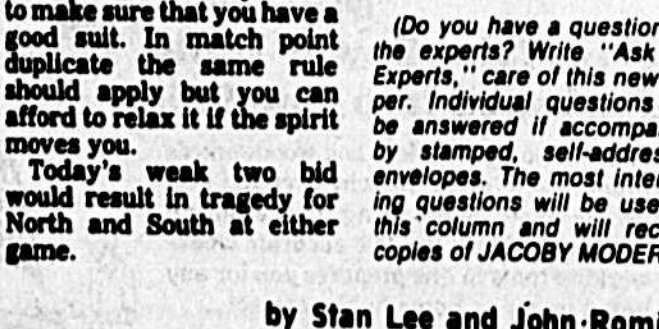 to make sure that you have a
good suit. In match point
duplicate the same rule
should apply but you can
afford to relax it if the spirit
moves you.
Today's weak two bid
would result in tragedy for
North and South at either
game.
(Do you have a question
the experts? Write "Ask
Experts," care of this new
per. Individual questions
be answered if accompa
by stamped, self-addres
envelopes. The most inter
ing questions will be use
this column and will rec
copies of JACOBY MODER
by Stan Lee and John Romi